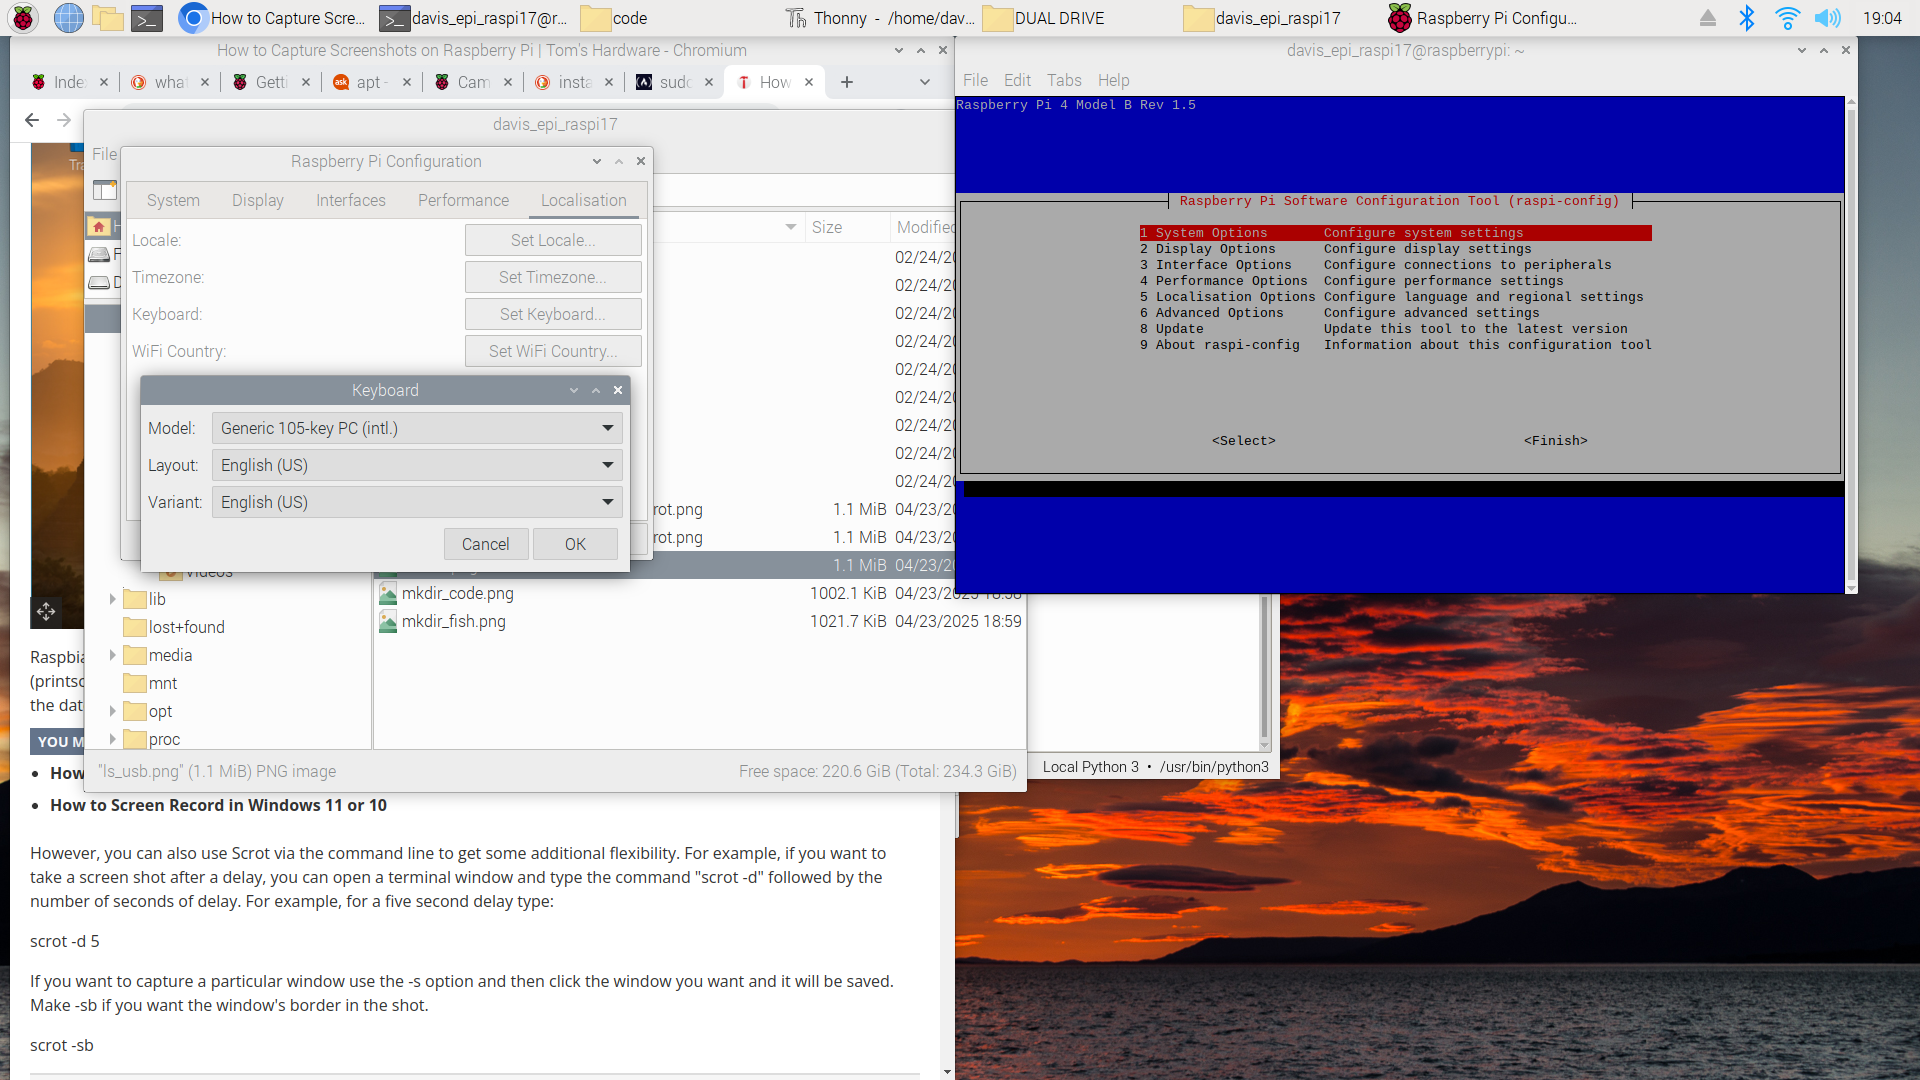 How to Capture Scre...
davis_epi_raspi17@r...
code
Thonny - /home/dav...
DUAL DRIVE
davis_epi_raspi17
Raspberry Pi Configu...
19:04
How to Capture Screenshots on Raspberry Pi | Tom's Hardware - Chromium
Inde
what
Getti
apt -
Cam
insta
sudo
How
davis_epi_raspi17
File
Raspberry Pi Configuration
System
Display
Interfaces
Performance
Localisation
Locale:
Set Locale...
Timezone:
Set Timezone...
Keyboard:
Set Keyboard...
WiFi Country:
Set WiFi Country...
Keyboard
Model:
Generic 105-key PC (intl.)
Layout:
English (US)
Variant:
English (US)
Cancel
OK
Size
Modified
02/24/20
02/24/20
02/24/20
02/24/20
02/24/20
02/24/20
02/24/20
02/24/20
02/24/20
rot.png 1.1 MiB 04/23/20
rot.png 1.1 MiB 04/23/20
1.1 MiB 04/23/20
mkdir_code.png 1002.1 KiB 04/23/2025 18:58
mkdir_fish.png 1021.7 KiB 04/23/2025 18:59
Videos
lib
lost+found
media
mnt
opt
proc
"ls_usb.png" (1.1 MiB) PNG image
Free space: 220.6 GiB (Total: 234.3 GiB)
Raspbia
(printsc
the dat
YOU M
How
How to Screen Record in Windows 11 or 10
However, you can also use Scrot via the command line to get some additional flexibility. For example, if you want to
take a screen shot after a delay, you can open a terminal window and type the command "scrot -d" followed by the
number of seconds of delay. For example, for a five second delay type:
scrot -d 5
If you want to capture a particular window use the -s option and then click the window you want and it will be saved.
Make -sb if you want the window's border in the shot.
scrot -sb
davis_epi_raspi17@raspberrypi: ~
File Edit Tabs Help
Raspberry Pi 4 Model B Rev 1.5
Raspberry Pi Software Configuration Tool (raspi-config)
1 System Options Configure system settings
2 Display Options Configure display settings
3 Interface Options Configure connections to peripherals
4 Performance Options Configure performance settings
5 Localisation Options Configure language and regional settings
6 Advanced Options Configure advanced settings
8 Update Update this tool to the latest version
9 About raspi-config Information about this configuration tool
<Select>
<Finish>
Local Python 3 • /usr/bin/python3